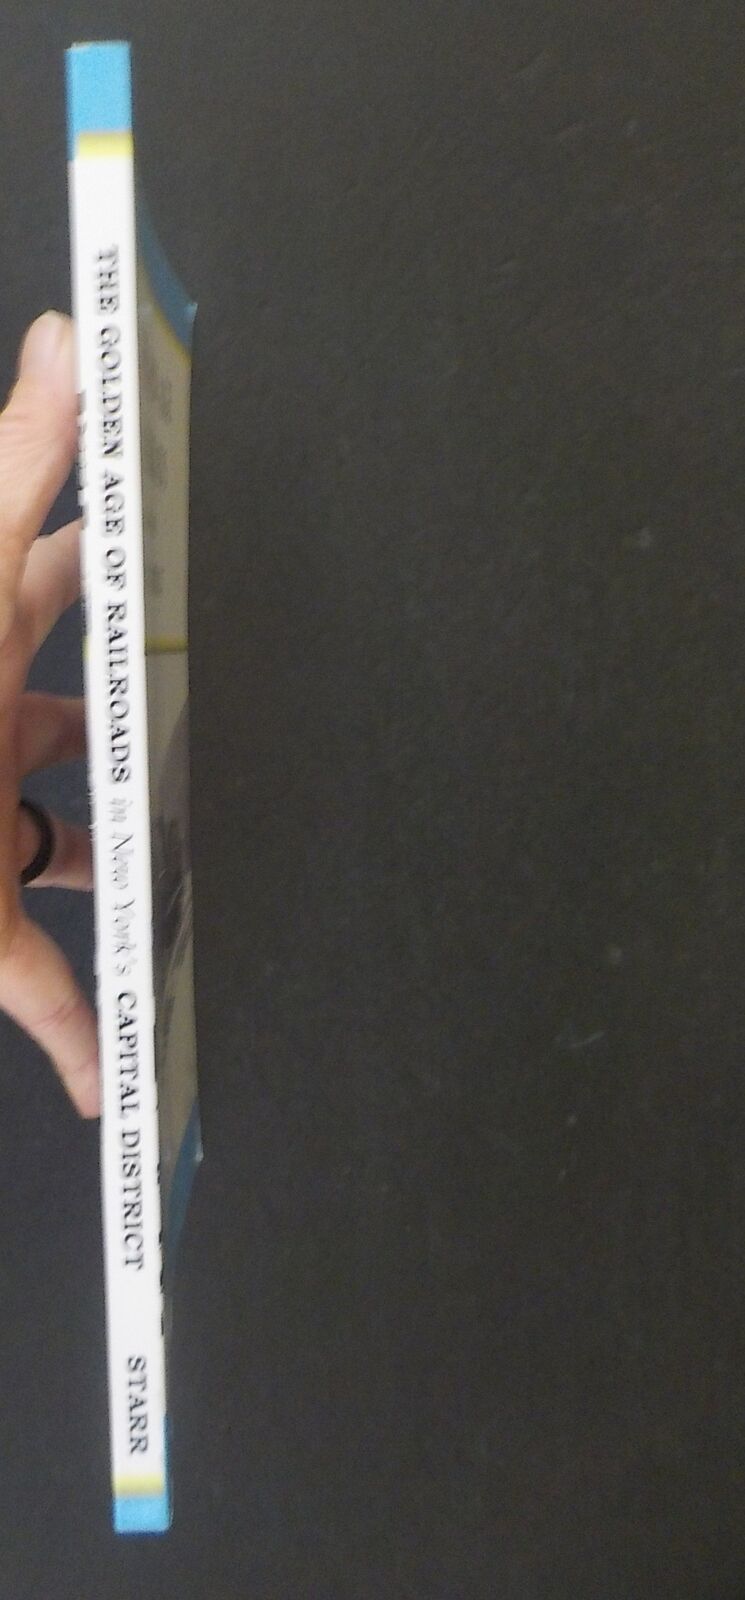 THE GOLDEN AGE OF RAILROADS in New York's CAPITAL DISTRICT STARR